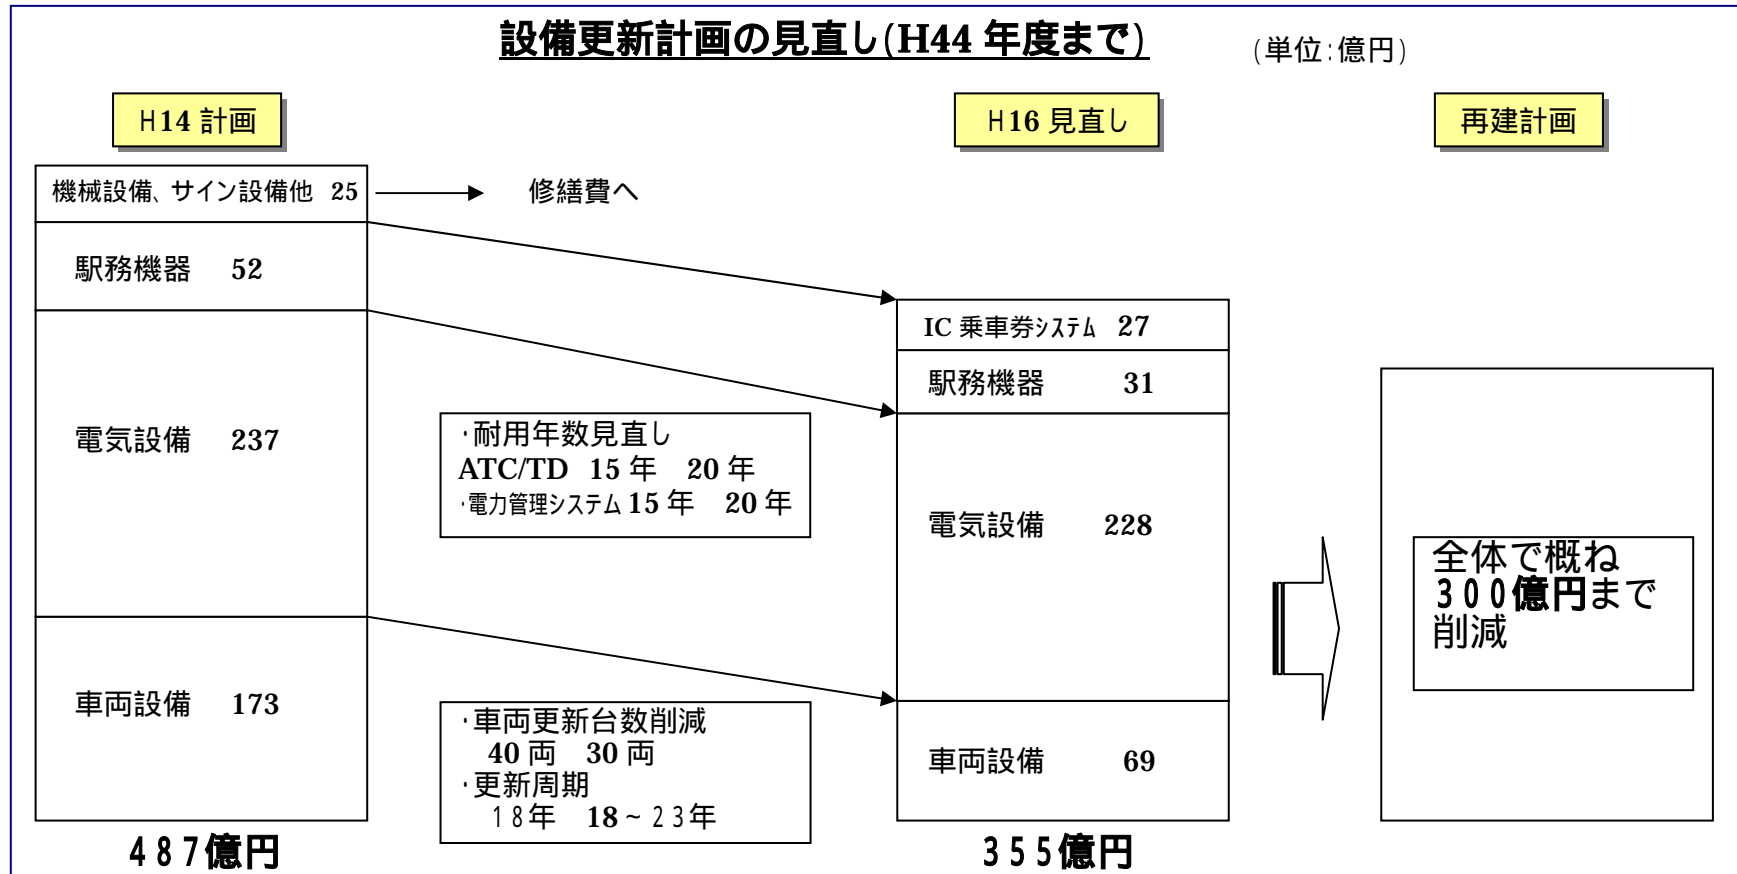 設備更新計画の見直し(H44 年度まで)
(単位:億円)
H14 計画
H16 見直し
再建計画
機械設備、サイン設備他 25
修繕費へ
駅務機器 52
電気設備 237
車両設備 173
487億円
・耐用年数見直し
ATC/TD 15 年 20 年
・電力管理システム 15 年 20 年
・車両更新台数削減
40 両 30 両
・更新周期
18年 18~23年
IC 乗車券システム 27
駅務機器 31
電気設備 228
車両設備 69
355億円
全体で概ね
300億円まで
削減